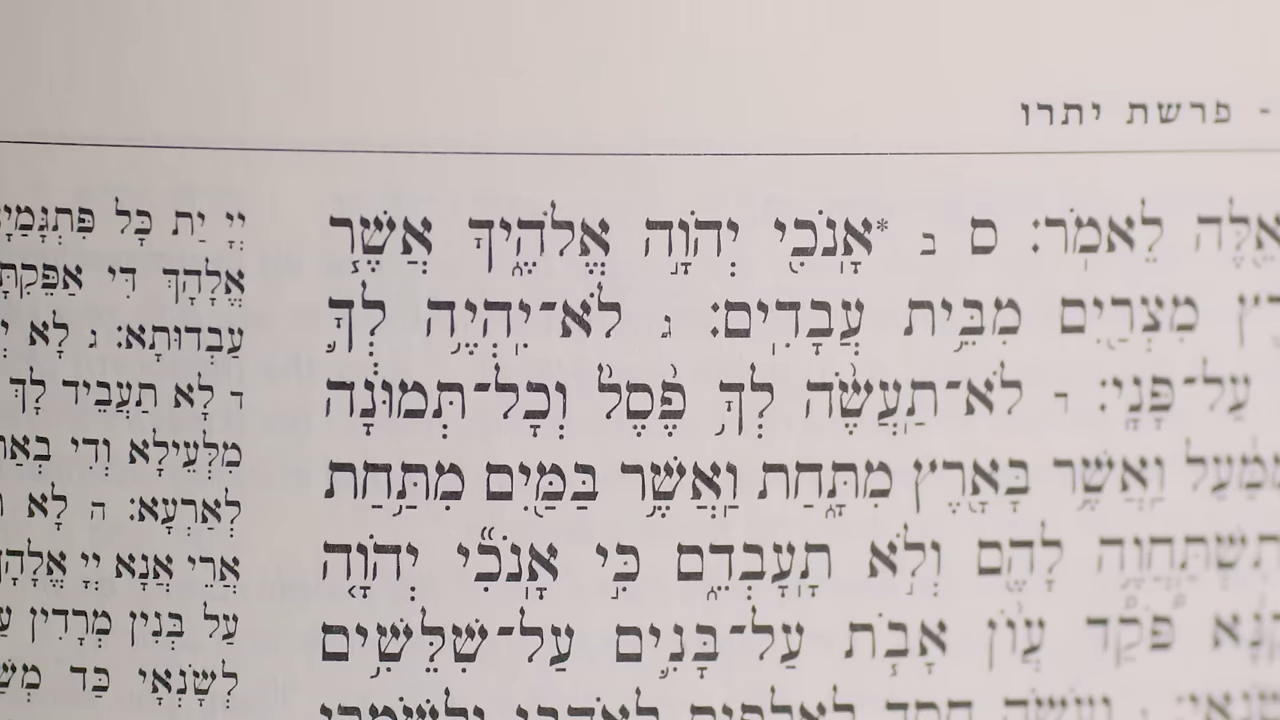 - פרשת יתרו
לֵאמֹר׃ ס ב *אָנֹכִי יְהוָה אֱלֹהֶיךָ אֲשֶׁר
מִצְרַיִם מִבֵּית עֲבָדִים׃ ג לֹא־יִהְיֶה לְךָ
עַל־פָּנָי׃ ד לֹא־תַעֲשֶׂה לְךָ פֶסֶל וְכָל־תְּמוּנָה
וַאֲשֶׁר בָּאָרֶץ מִתָּחַת וַאֲשֶׁר בַּמַּיִם מִתַּחַת
לָהֶם וְלֹא תָעָבְדֵם כִּי אָנֹכִי יְהוָה
פֹּקֵד עֲוֺן אָבֹת עַל־בָּנִים עַל־שִׁלֵּשִׁים
יְיָ יַת כָּל
אֱלָהָךְ דִּי
עַבְדוּתָא׃ ג לָא
ד לָא תַעֲבֵיד לָךְ
מִלְּעֵילָא וְדִי
לְאַרְעָא׃ ה לָא
אֲרֵי אֲנָא יְיָ
עַל בְּנִין מָרָדִין
לְשָׂנְאָי כַּד